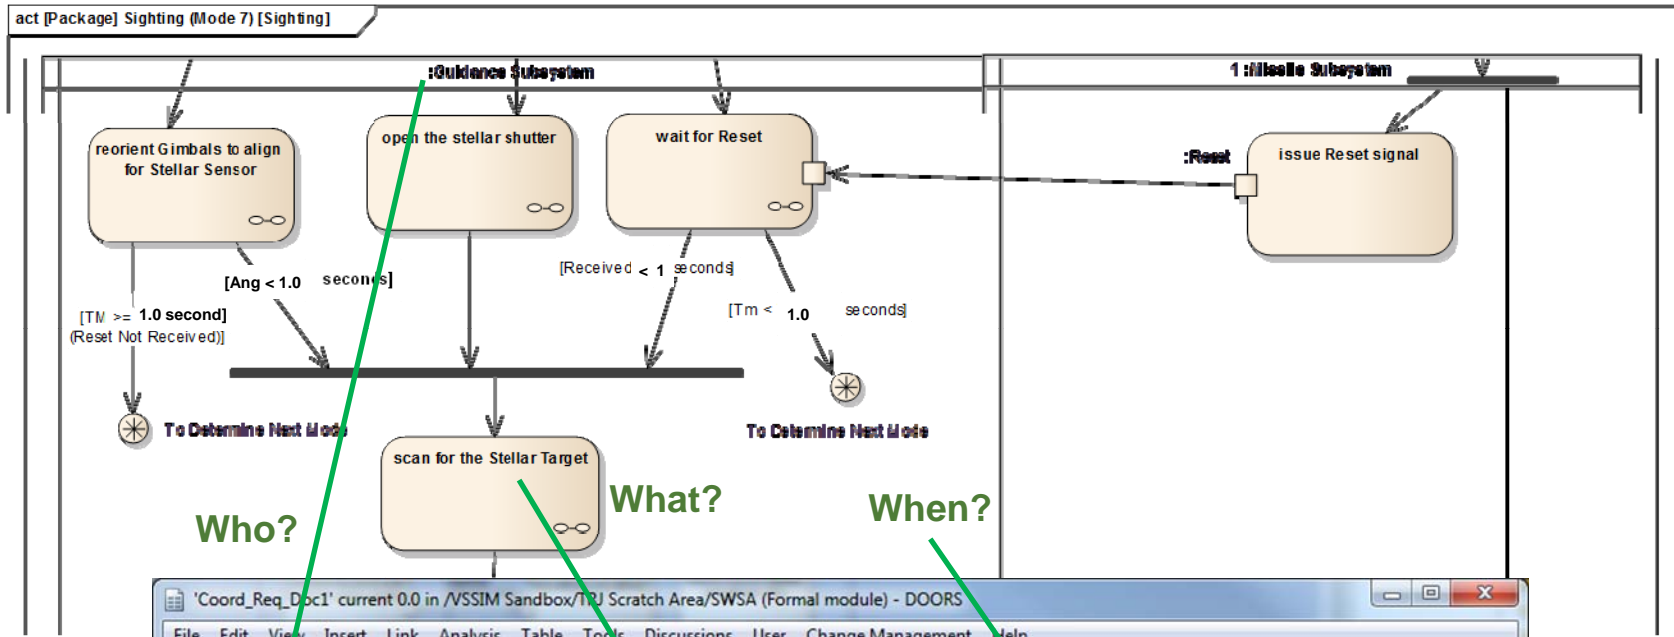 act [Package] Sighting (Mode 7) [Sighting]
:Guidance Subsystem
1 :Missile Subsystem
reorient Gimbals to align
for Stellar Sensor
open the stellar shutter
wait for Reset
:Reset
issue Reset signal
[Ang < 1.0 seconds]
[Received < 1 seconds]
[TM >= 1.0 second]
(Reset Not Received)]
[Tm < 1.0 seconds]
To Determine Next Mode
To Determine Next Mode
scan for the Stellar Target
Who?
What?
When?
'Coord_Req_Doc1' current 0.0 in /VSSIM Sandbox/TRJ Scratch Area/SWSA (Formal module) - DOORS
File Edit View Insert Link Analysis Table Tools Discussions User Change Management Help